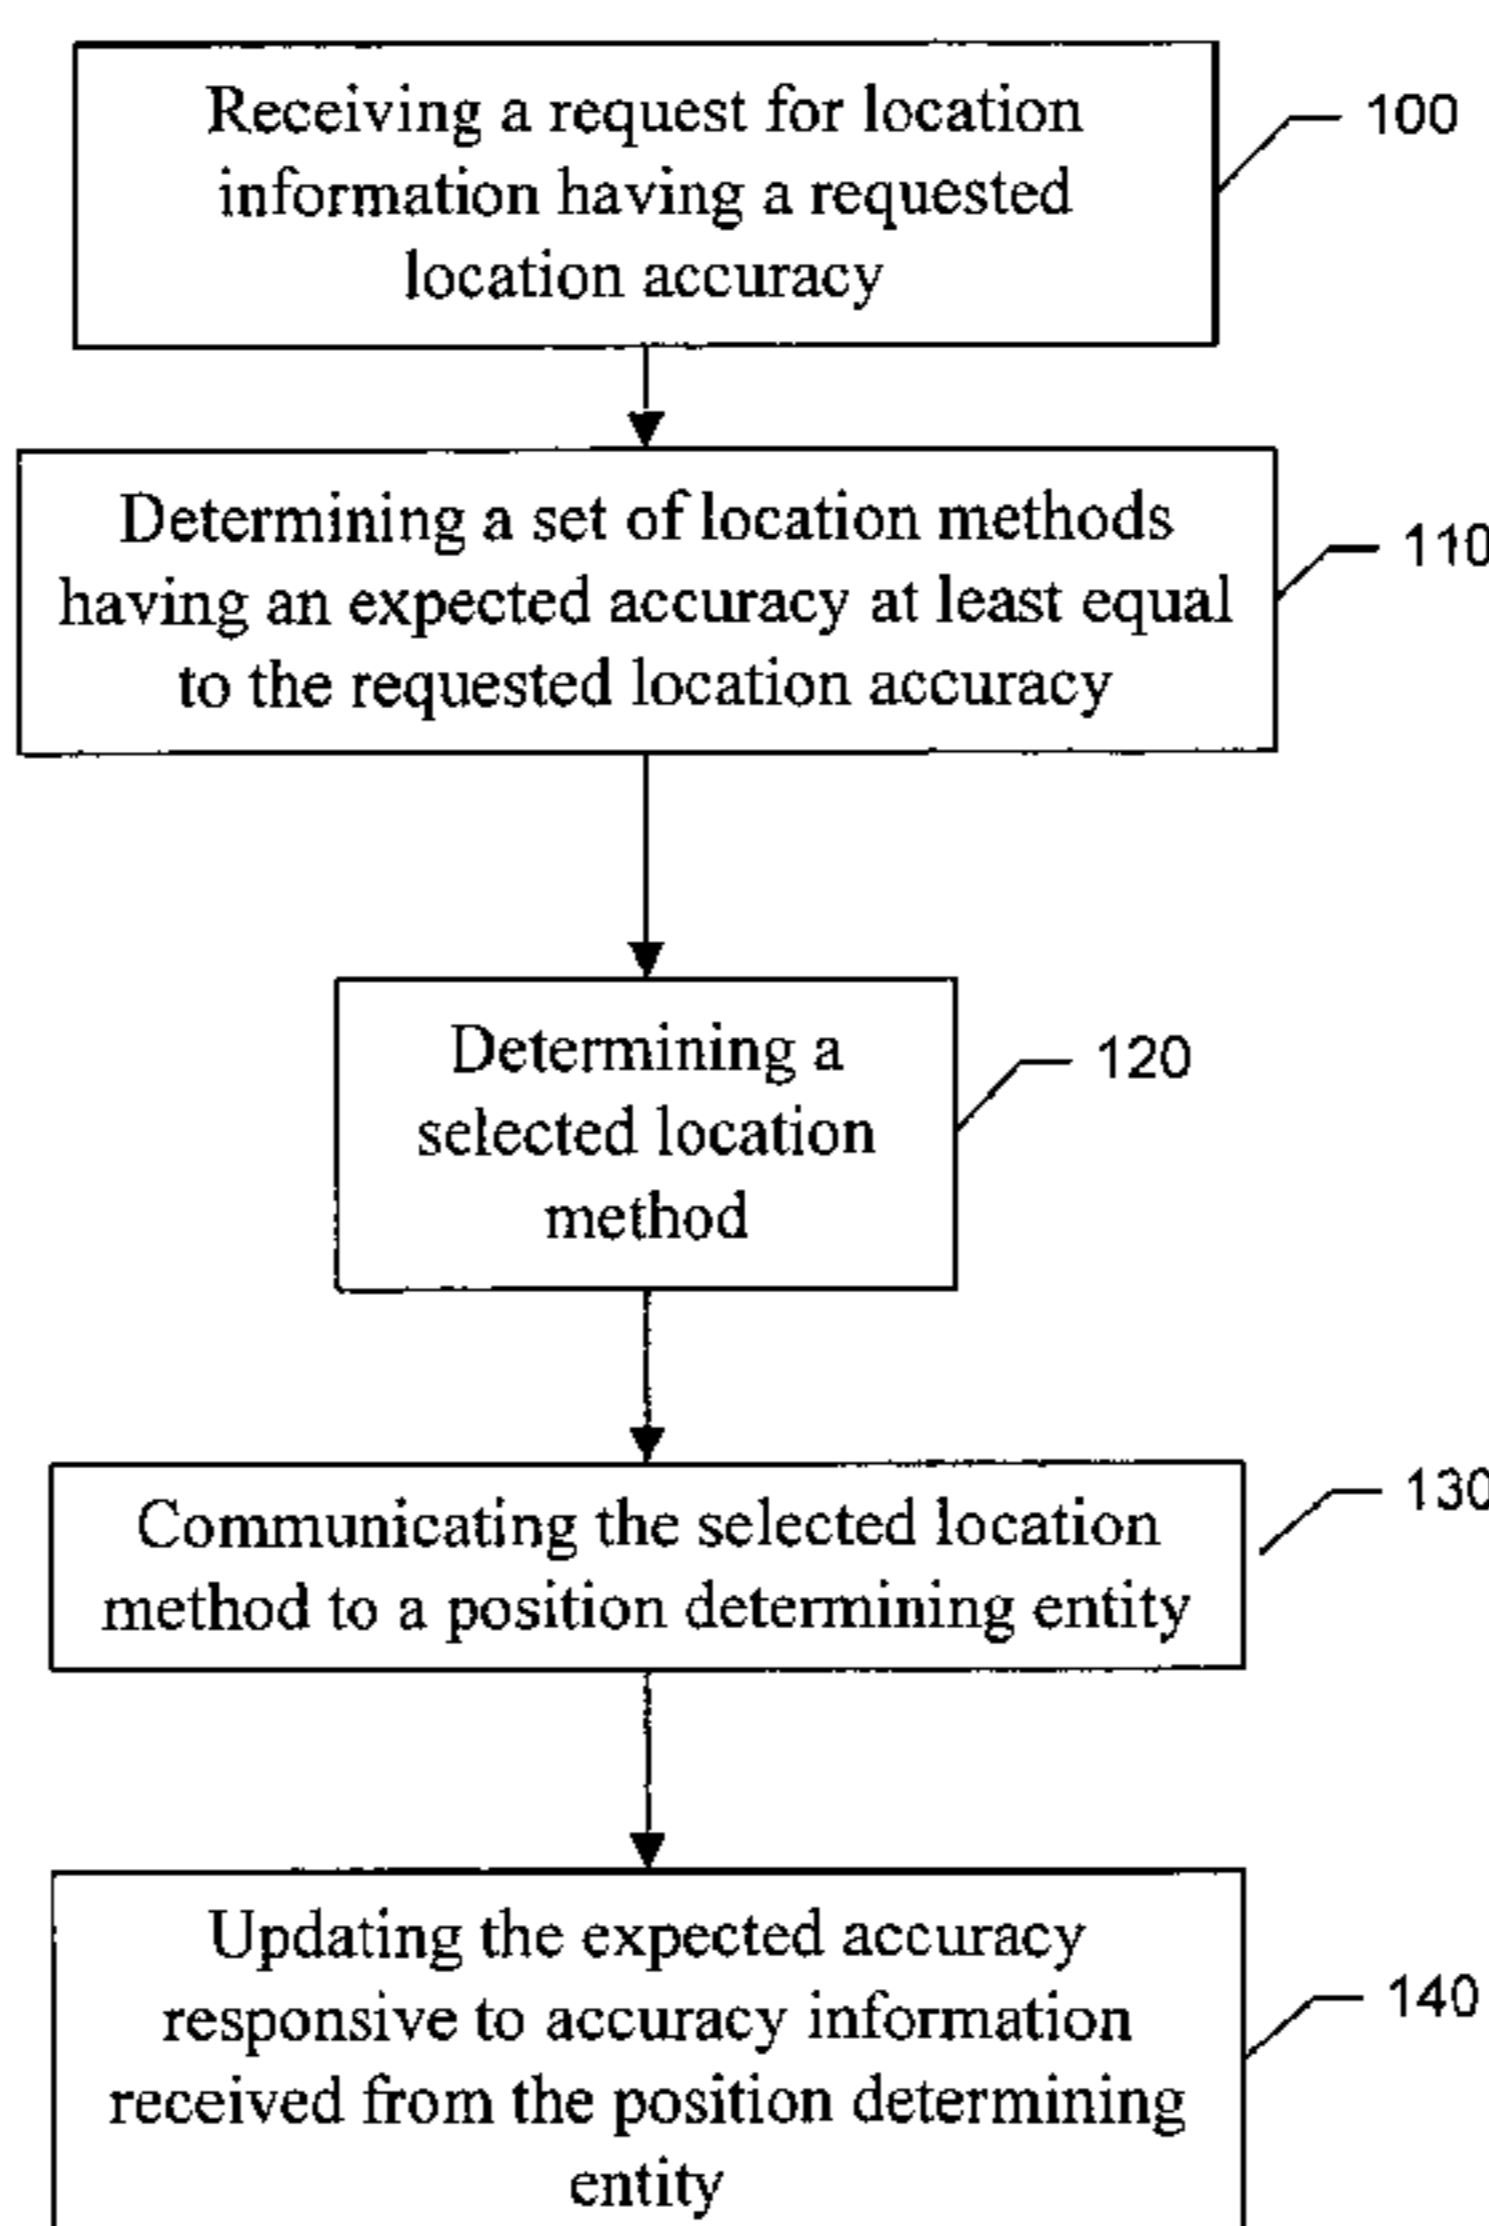 Receiving a request for location
information having a requested
location accuracy
100
Determining a set of location methods
having an expected accuracy at least equal
to the requested location accuracy
110
Determining a
selected location
method
120
Communicating the selected location
method to a position determining entity
130
Updating the expected accuracy
responsive to accuracy information
received from the position determining
entity
140